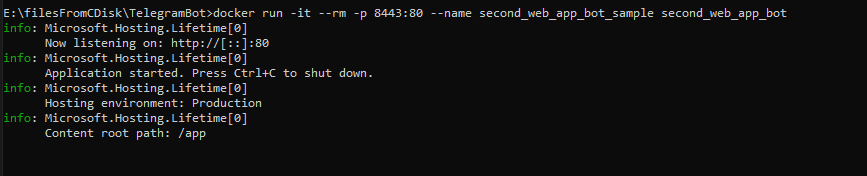 E:\filesFromCDisk\TelegramBot>docker run -it --rm -p 8443:80 --name second_web_app_bot_sample second_web_app_bot
info: Microsoft.Hosting.Lifetime[0]
      Now listening on: http://[::]:80
info: Microsoft.Hosting.Lifetime[0]
      Application started. Press Ctrl+C to shut down.
info: Microsoft.Hosting.Lifetime[0]
      Hosting environment: Production
info: Microsoft.Hosting.Lifetime[0]
      Content root path: /app